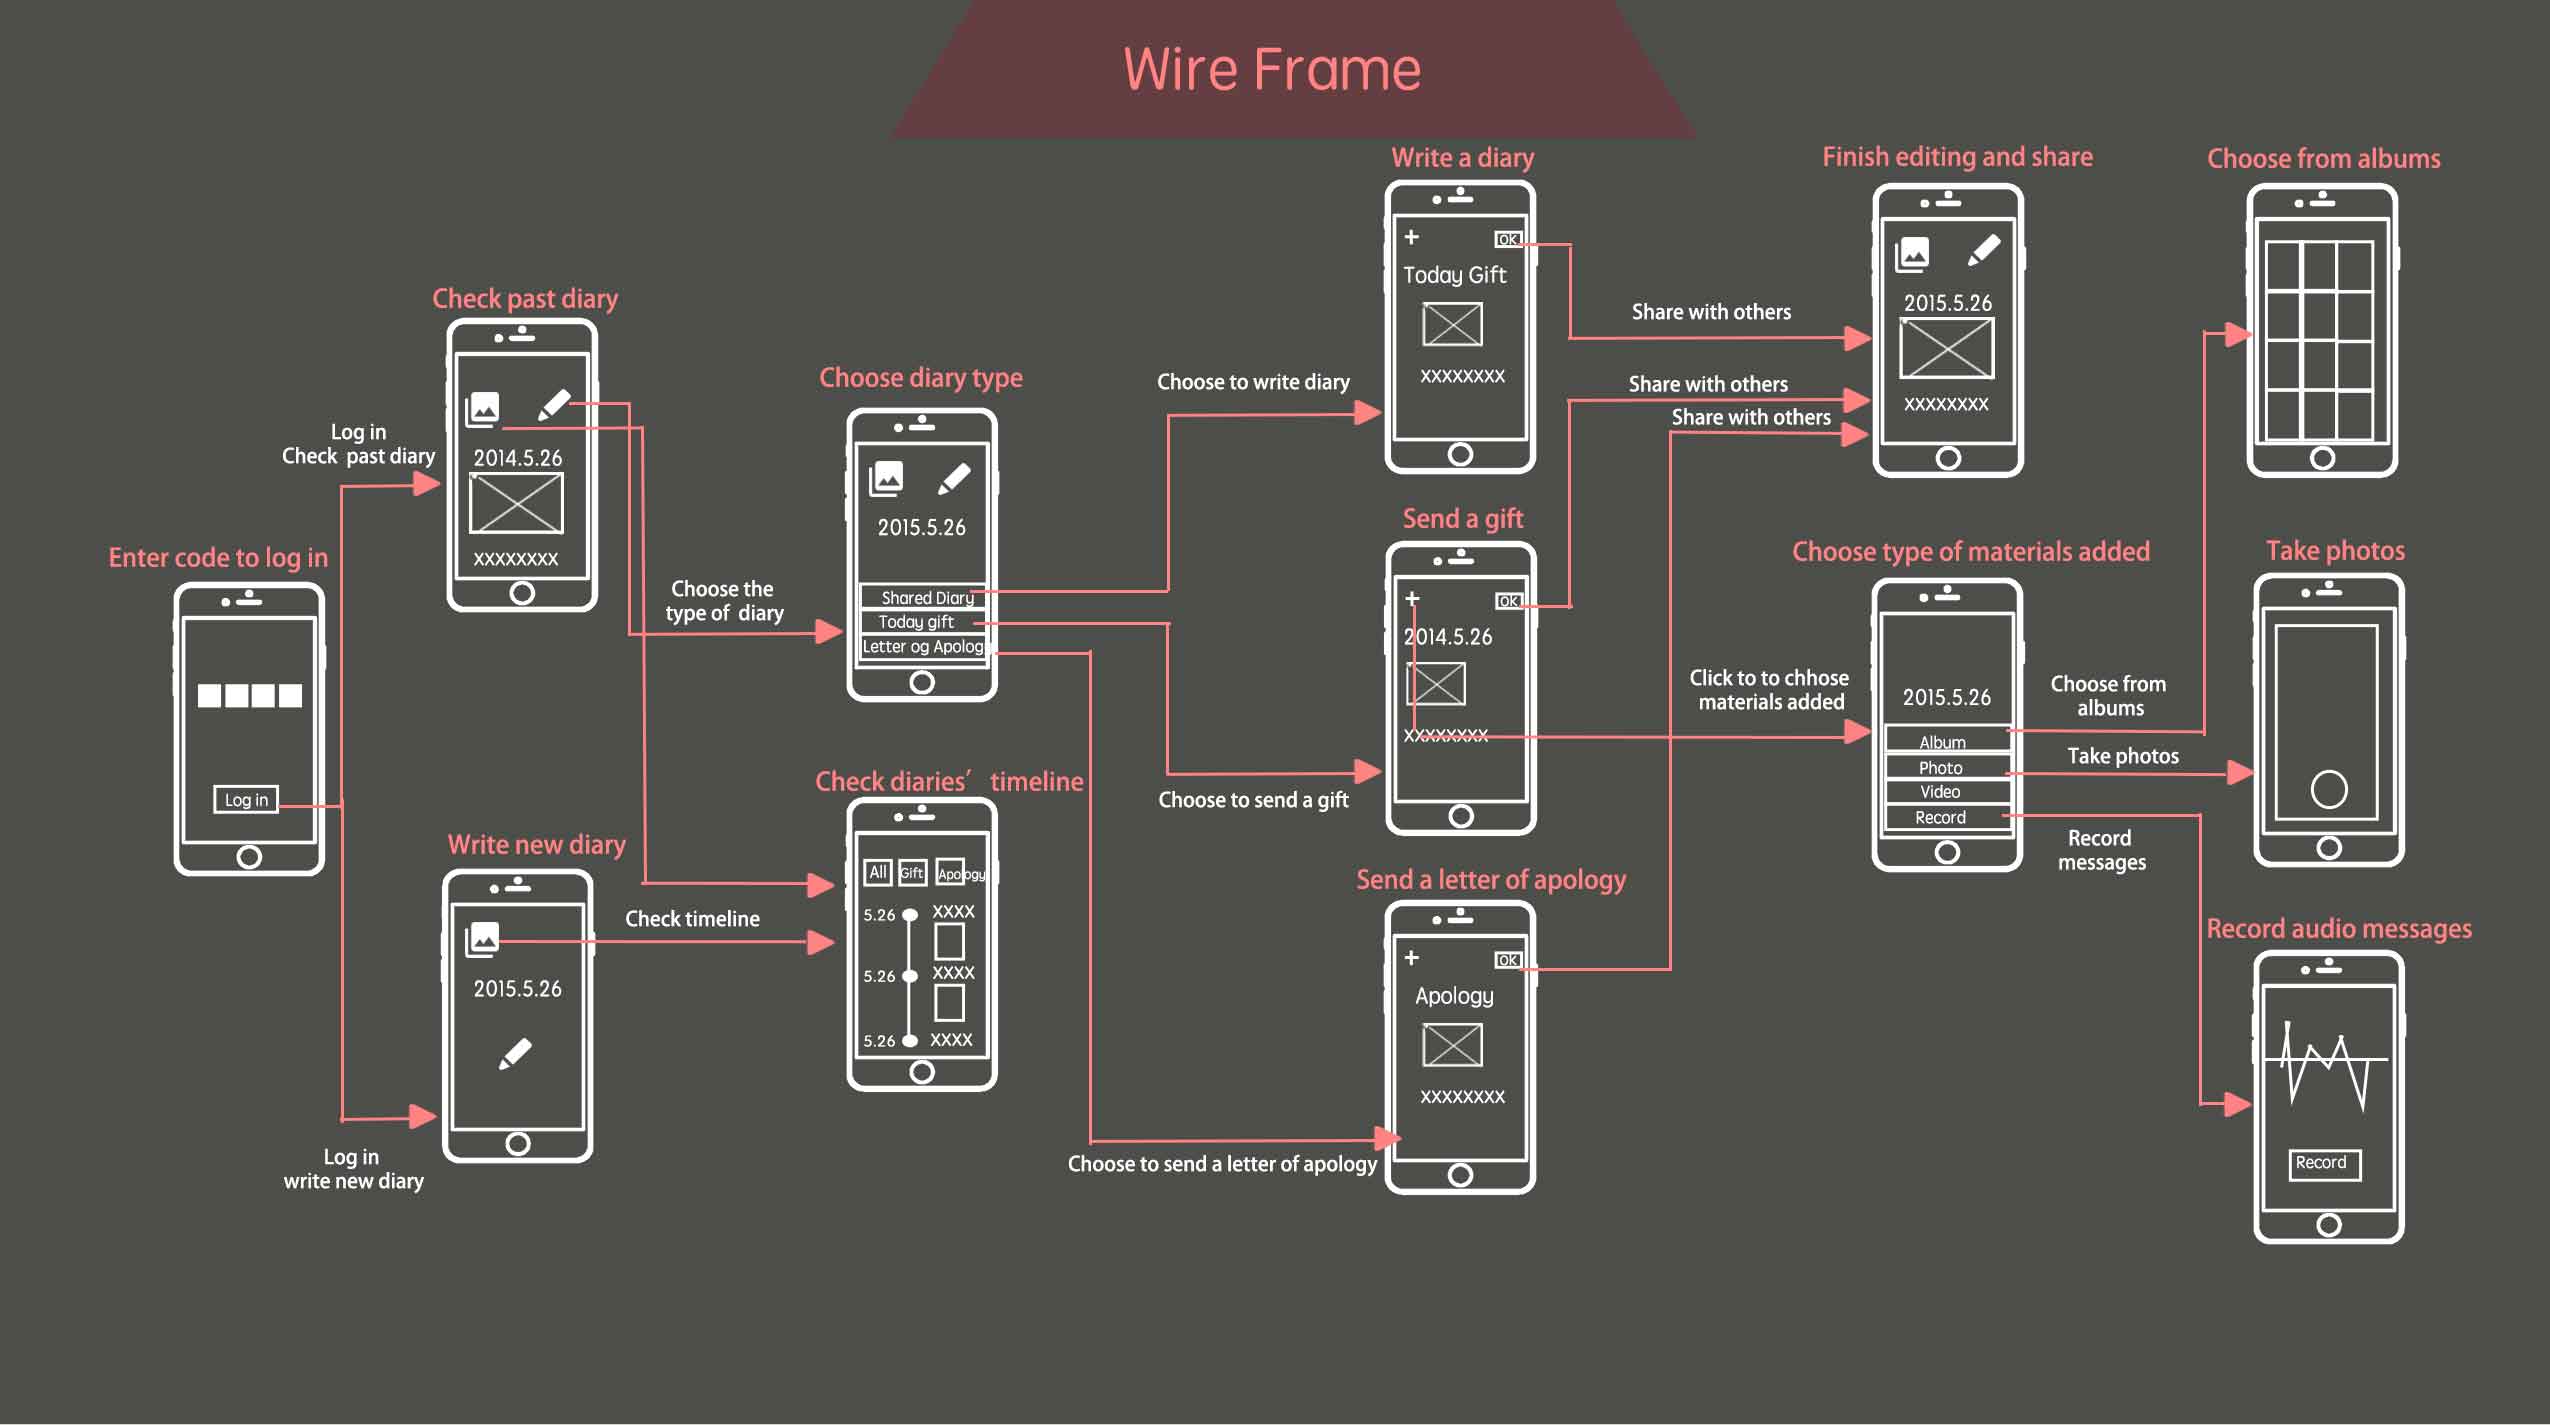 Wire Frame
Enter code to log in
Log in
Log in
Check past diary
Log in
write new diary
Check past diary
2014.5.26
XXXXXXXX
Write new diary
2015.5.26
Choose the
type of diary
Check timeline
Choose diary type
2015.5.26
Shared Diary
Today gift
Letter og Apolog
Check diaries' timeline
All Gift Apology
5.26 XXXX
5.26 XXXX
5.26 XXXX
Choose to write diary
Choose to send a gift
Choose to send a letter of apology
Write a diary
+ OK
Today Gift
XXXXXXXX
Send a gift
+ OK
2014.5.26
XXXXXXXX
Send a letter of apology
+ OK
Apology
XXXXXXXX
Share with others
Share with others
Share with others
Click to to chhose
materials added
Finish editing and share
2015.5.26
XXXXXXXX
Choose type of materials added
2015.5.26
Album
Photo
Video
Record
Choose from
albums
Take photos
Record
messages
Choose from albums
Take photos
Record audio messages
Record